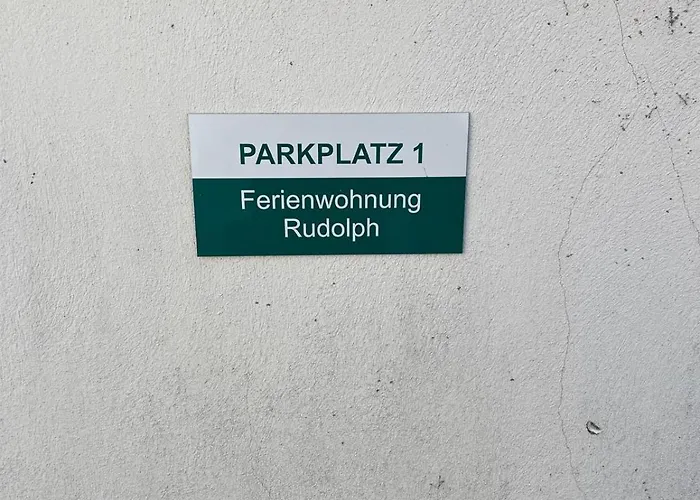 PARKPLATZ 1
Ferienwohnung
Rudolph